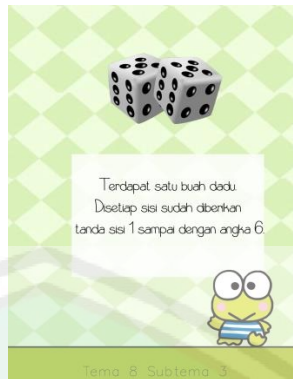 Terdapat satu buah dadu.
Disetiap sisi sudah diberikan
tanda sisi 1 sampai dengan angka 6.
Tema 8 Subtema 3